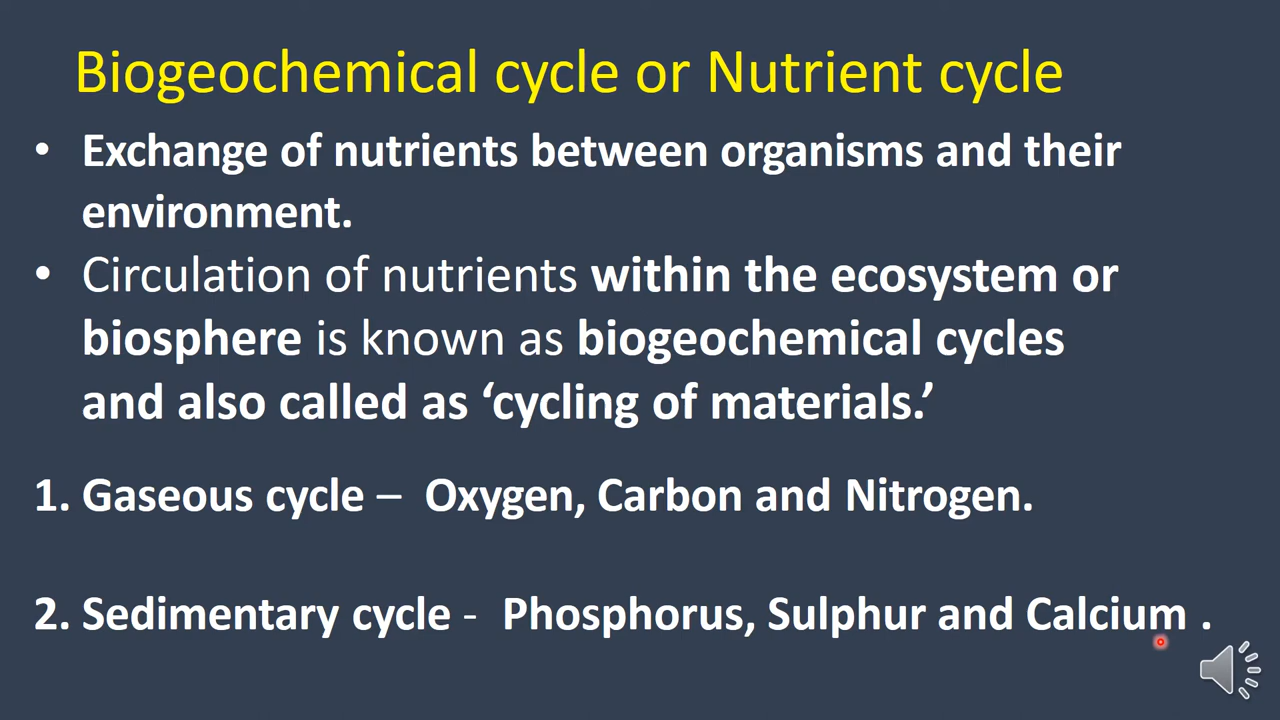 Biogeochemical cycle or Nutrient cycle
• Exchange of nutrients between organisms and their
environment.
• Circulation of nutrients within the ecosystem or
biosphere is known as biogeochemical cycles
and also called as ‘cycling of materials.’
1. Gaseous cycle – Oxygen, Carbon and Nitrogen.
2. Sedimentary cycle - Phosphorus, Sulphur and Calcium .